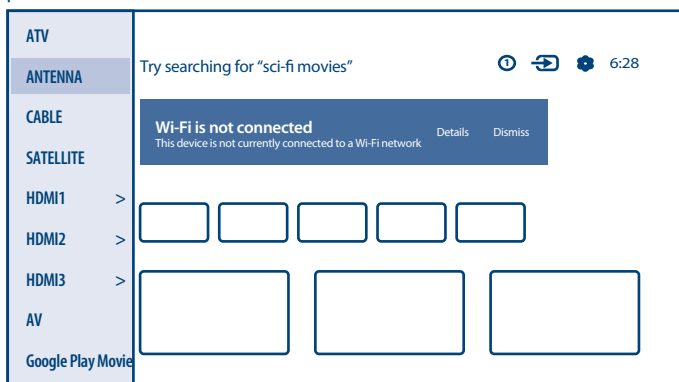 ATV
ANTENNA
CABLE
SATELLITE
HDMI1 >
HDMI2 >
HDMI3 >
AV
Google Play Movie
Try searching for “sci-fi movies”
1
6:28
Wi-Fi is not connected
This device is not currently connected to a Wi-Fi network
Details
Dismiss